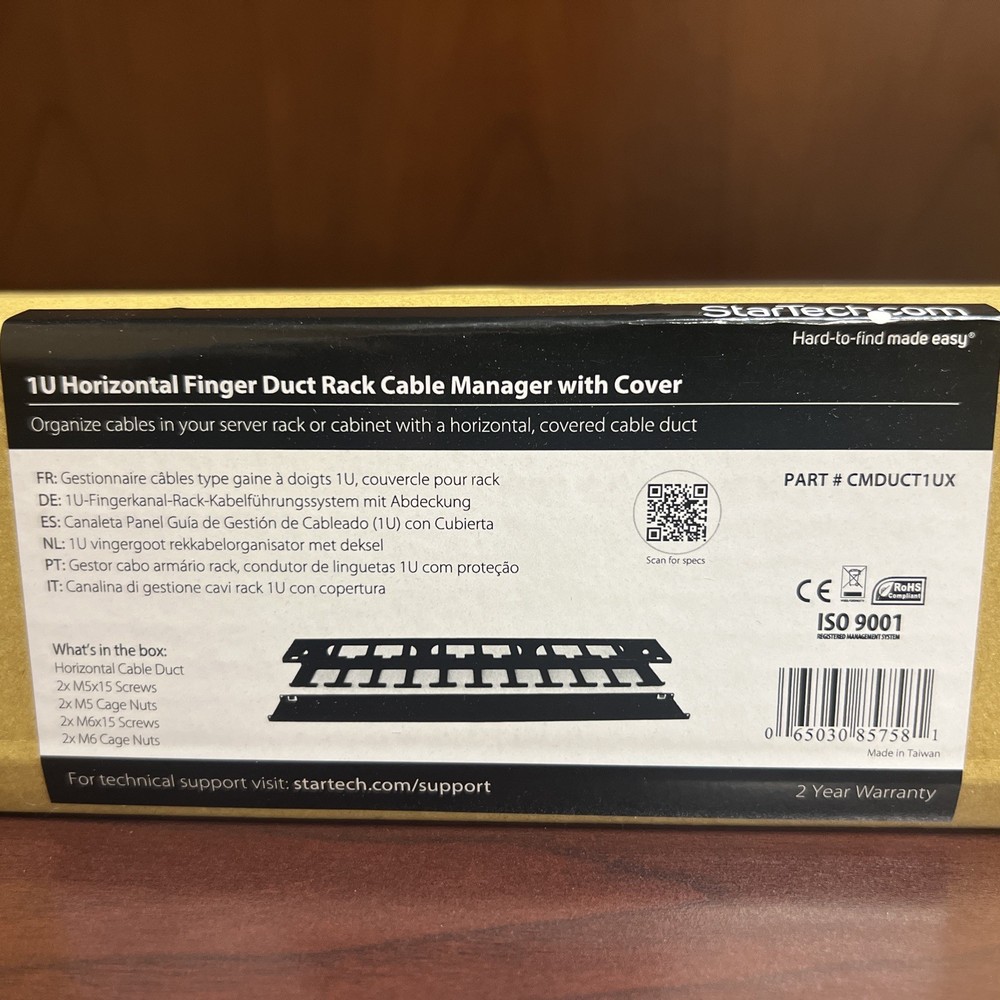 StarTech.com
Hard-to-find made easy®
1U Horizontal Finger Duct Rack Cable Manager with Cover
Organize cables in your server rack or cabinet with a horizontal, covered cable duct
FR: Gestionnaire câbles type gaine à doigts 1U, couvercle pour rack
DE: 1U-Fingerkanal-Rack-Kabelführungssystem mit Abdeckung
ES: Canaleta Panel Guía de Gestión de Cableado (1U) con Cubierta
NL: 1U vingergoot rekkabelorganisator met deksel
PT: Gestor cabo armário rack, condutor de linguetas 1U com proteção
IT: Canalina di gestione cavi rack 1U con copertura
Scan for specs
PART # CMDUCT1UX
CE
RoHS
Compliant
ISO 9001
REGISTERED MANAGEMENT SYSTEM
What's in the box:
Horizontal Cable Duct
2x M5x15 Screws
2x M5 Cage Nuts
2x M6x15 Screws
2x M6 Cage Nuts
0 65030 85758 1
Made in Taiwan
For technical support visit: startech.com/support
2 Year Warranty